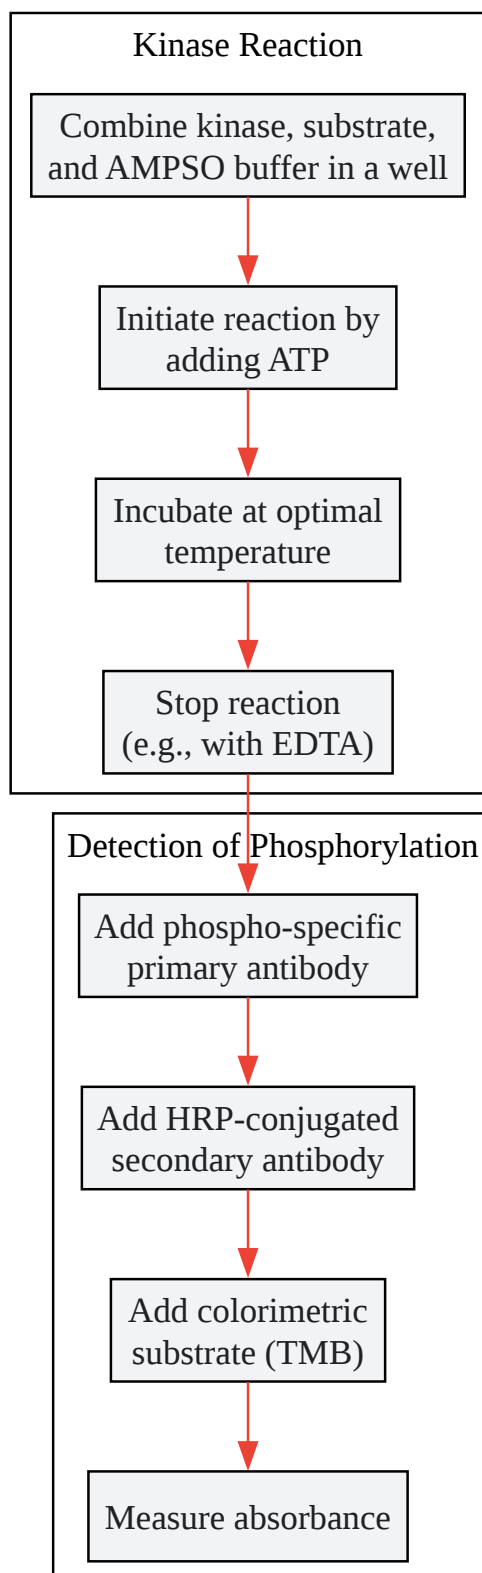 Kinase Reaction
Combine kinase, substrate,
and AMPSO buffer in a well
Initiate reaction by
adding ATP
Incubate at optimal
temperature
Stop reaction
(e.g., with EDTA)
Detection of Phosphorylation
Add phospho-specific
primary antibody
Add HRP-conjugated
secondary antibody
Add colorimetric
substrate (TMB)
Measure absorbance